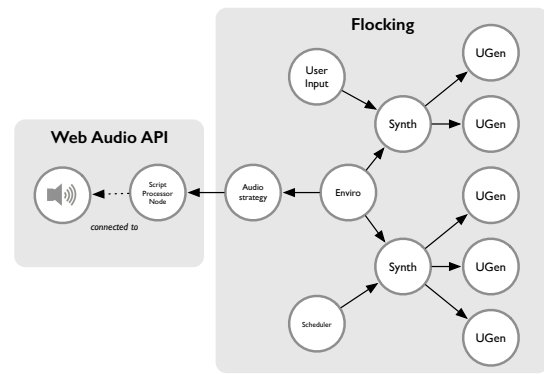 Flocking
User
Input
UGen
Synth
UGen
Web Audio API
Script
Processor
Node
connected to
Audio
strategy
Enviro
UGen
Synth
UGen
Scheduler
UGen